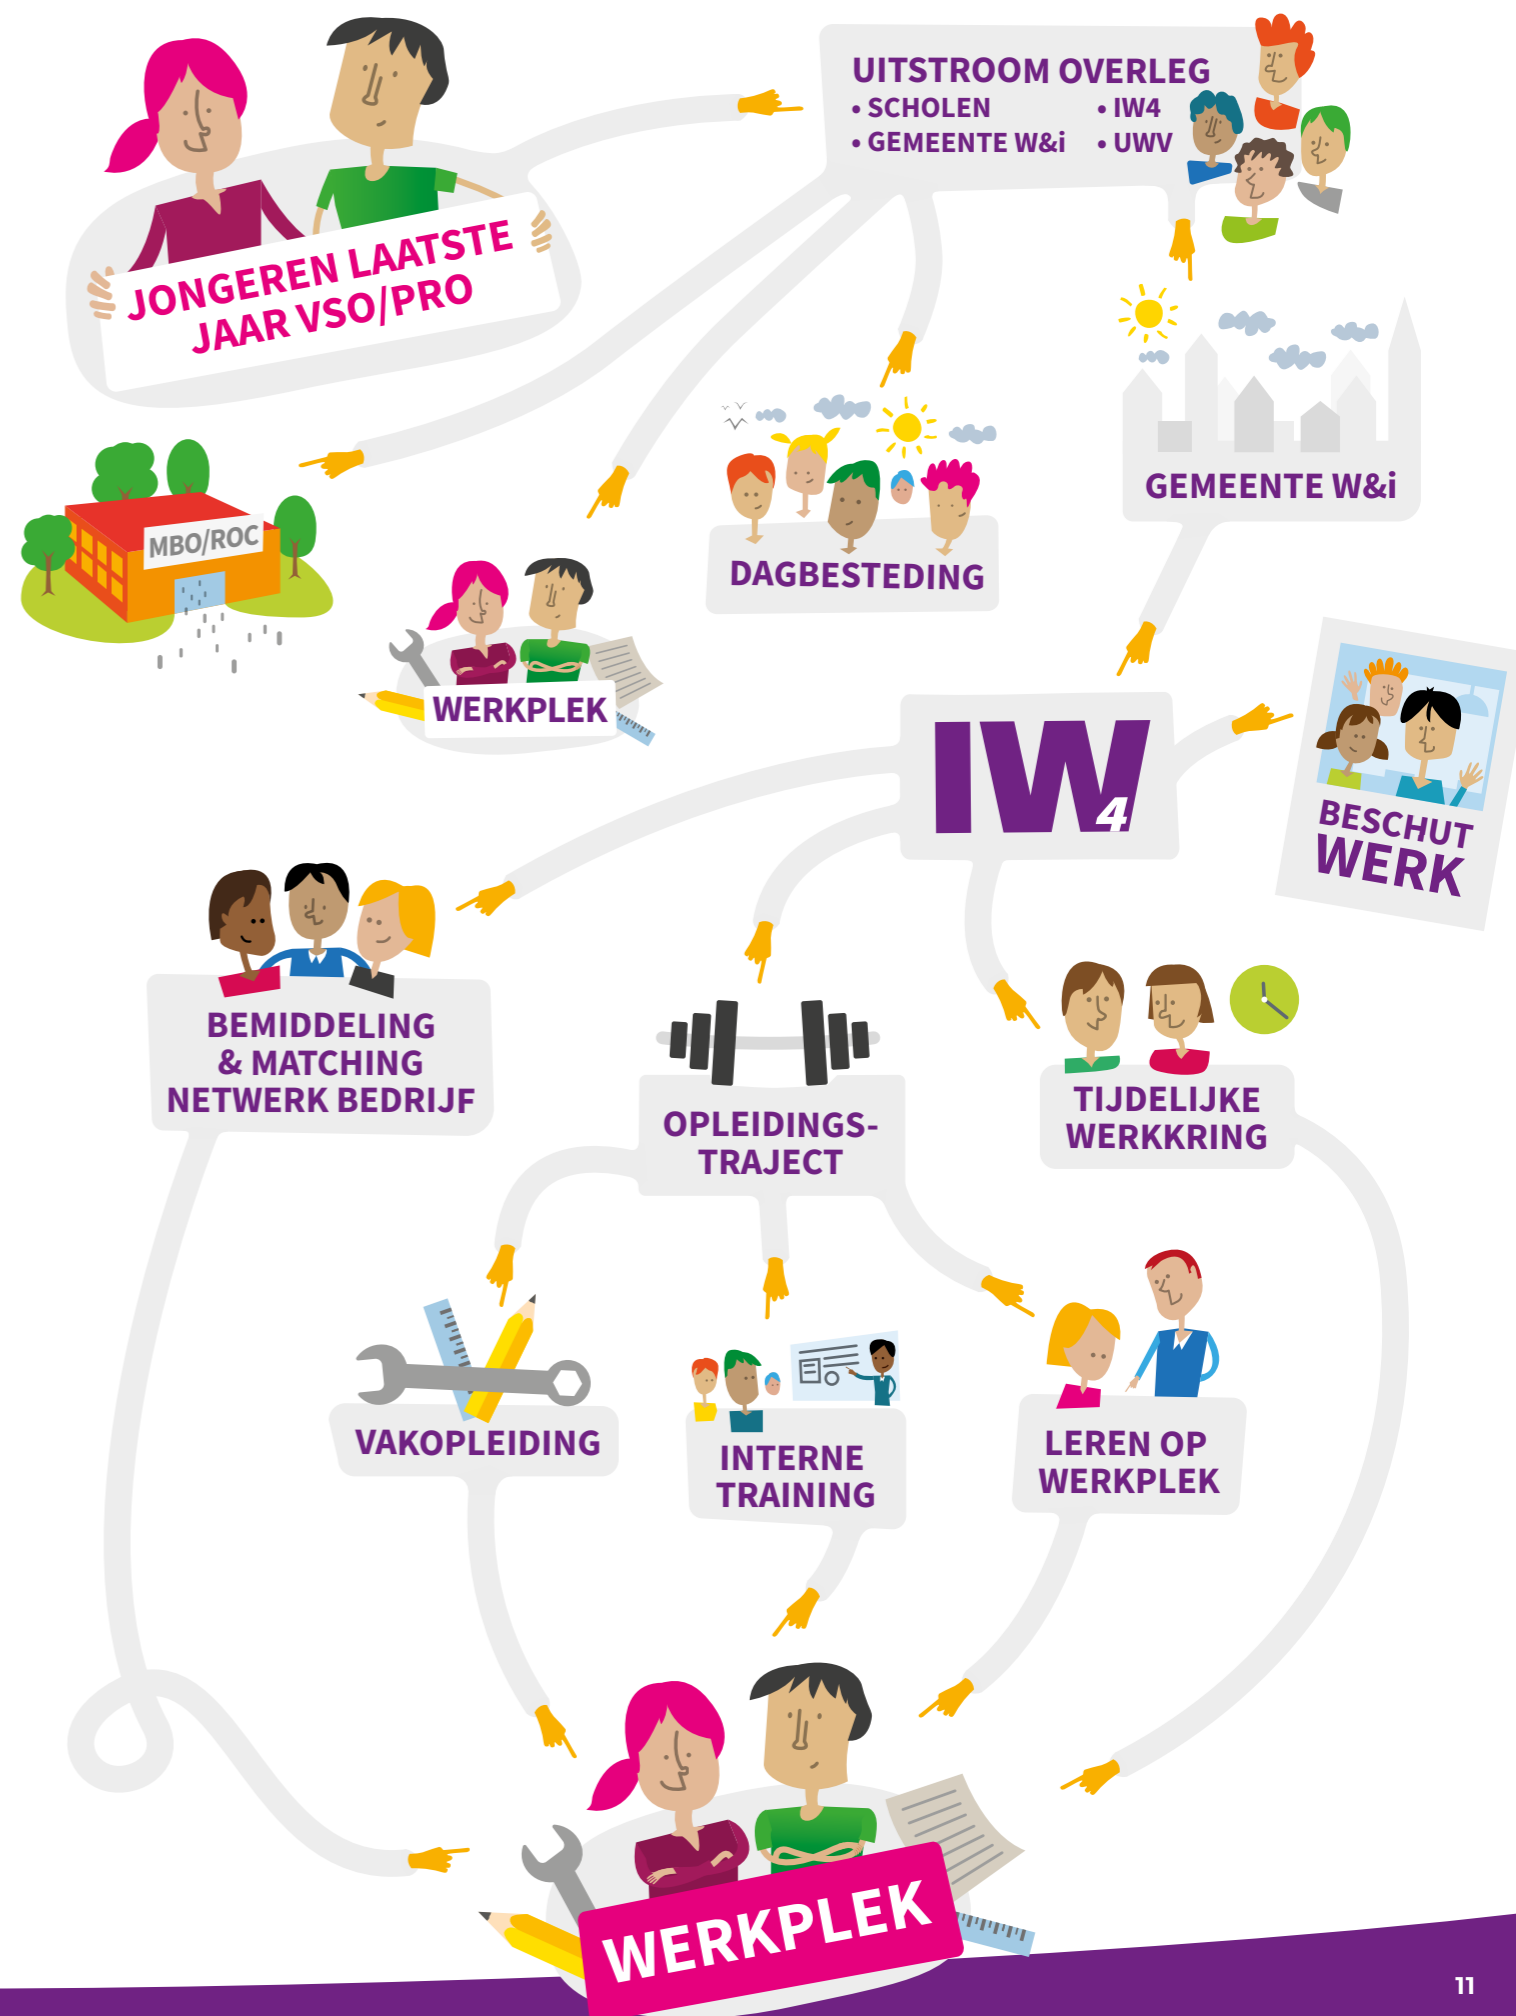 JONGEREN LAATSTE
JAAR VSO/PRO
UITSTROOM OVERLEG
• SCHOLEN
• GEMEENTE W&i
• IW4
• UWV
MBO/ROC
WERKPLEK
DAGBESTEDING
GEMEENTE W&i
IW4
BESCHUT
WERK
BEMIDDELING
& MATCHING
NETWERK BEDRIJF
OPLEIDINGS-
TRAJECT
TIJDELIJKE
WERKKRING
VAKOPLEIDING
INTERNE
TRAINING
LEREN OP
WERKPLEK
WERKPLEK
11